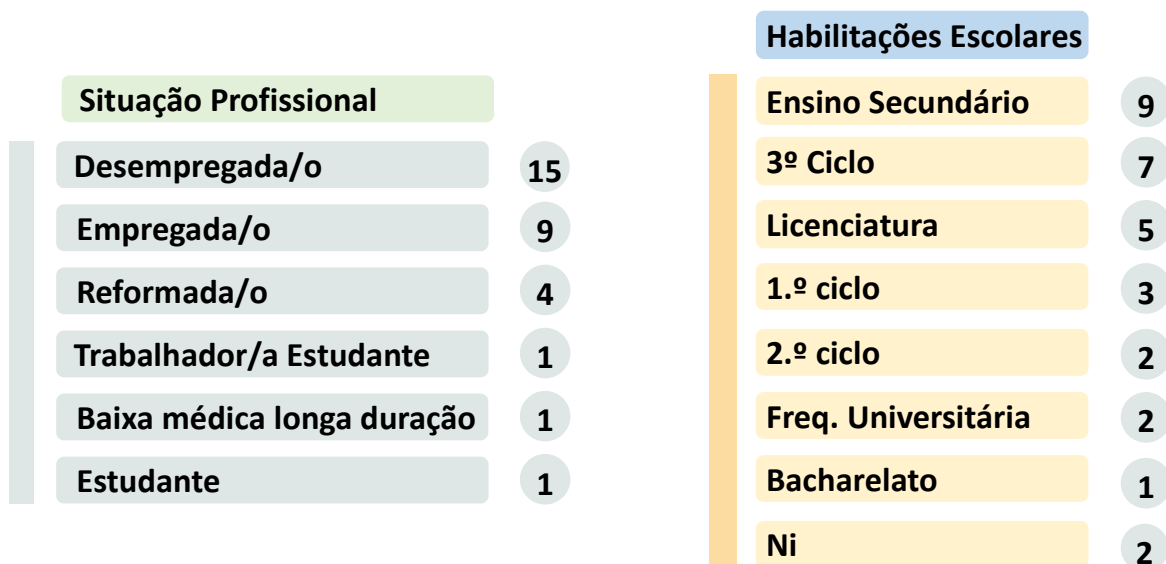 Situação Profissional
Desempregada/o 15
Empregada/o 9
Reformada/o 4
Trabalhador/a Estudante 1
Baixa médica longa duração 1
Estudante 1
Habilitações Escolares
Ensino Secundário 9
3º Ciclo 7
Licenciatura 5
1.º ciclo 3
2.º ciclo 2
Freq. Universitária 2
Bacharelato 1
Ni 2